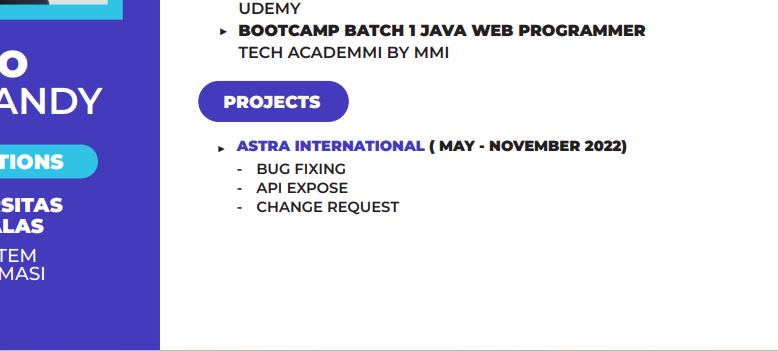 UDEMY
▸ BOOTCAMP BATCH 1 JAVA WEB PROGRAMMER
TECH ACADEMMI BY MMI
PROJECTS
▸ ASTRA INTERNATIONAL ( MAY - NOVEMBER 2022)
- BUG FIXING
- API EXPOSE
- CHANGE REQUEST
O
ANDY
TIONS
RSITAS
ALAS
TEM
MASI